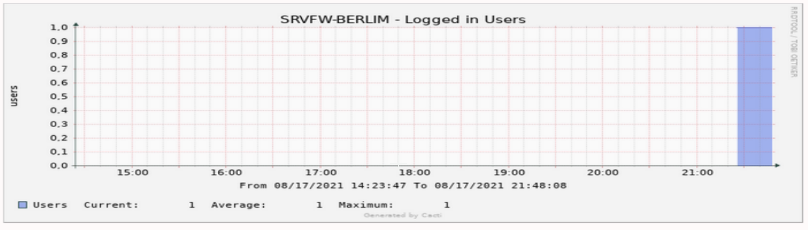 SRVFW-BERLIM - Logged in Users
RRDTOOL / TOBI OETIKER
users
1,0
0,9
0,8
0,7
0,6
0,5
0,4
0,3
0,2
0,1
0,0
15:00 16:00 17:00 18:00 19:00 20:00 21:00
From 08/17/2021 14:23:47 To 08/17/2021 21:48:08
Users Current: 1 Average: 1 Maximum: 1
Generated by Cacti